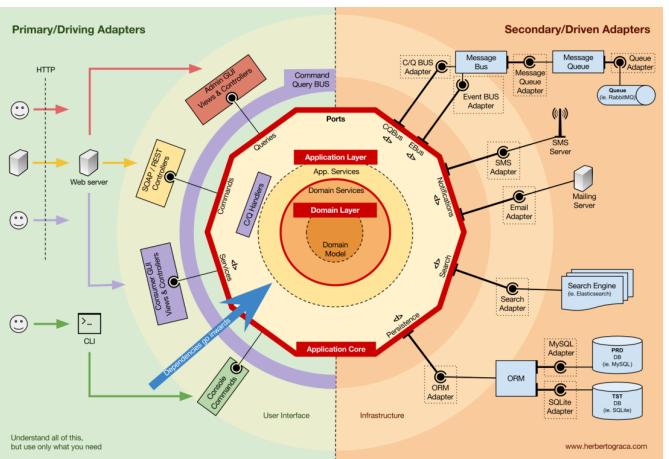 Primary/Driving Adapters
Secondary/Driven Adapters
HTTP
Web server
CLI
Admin GUI
Views & Controllers
SOAP / REST
Controllers
Consumer GUI
Views & Controllers
Console
Commands
Command
Query BUS
Ports
Queries
Commands
Services
</>
C/Q Handlers
Application Layer
App. Services
Domain Services
Domain Layer
Domain
Model
Application Core
Dependencies go inwards
CQBus
</>
EBus
</>
Notifications
</>
Search
</>
Persistence
</>
C/Q BUS
Adapter
Message
Bus
Event BUS
Adapter
Message
Queue
Adapter
Message
Queue
Queue
Adapter
Queue
(ie. RabbitMQ)
SMS
Adapter
SMS
Server
Email
Adapter
Mailing
Server
Search
Adapter
Search Engine
(ie. Elasticsearch)
ORM
Adapter
ORM
MySQL
Adapter
PRD
DB
(ie. MySQL)
SQLite
Adapter
TST
DB
(ie. SQLite)
User Interface
Infrastructure
Understand all of this,
but use only what you need
www.herbertograca.com